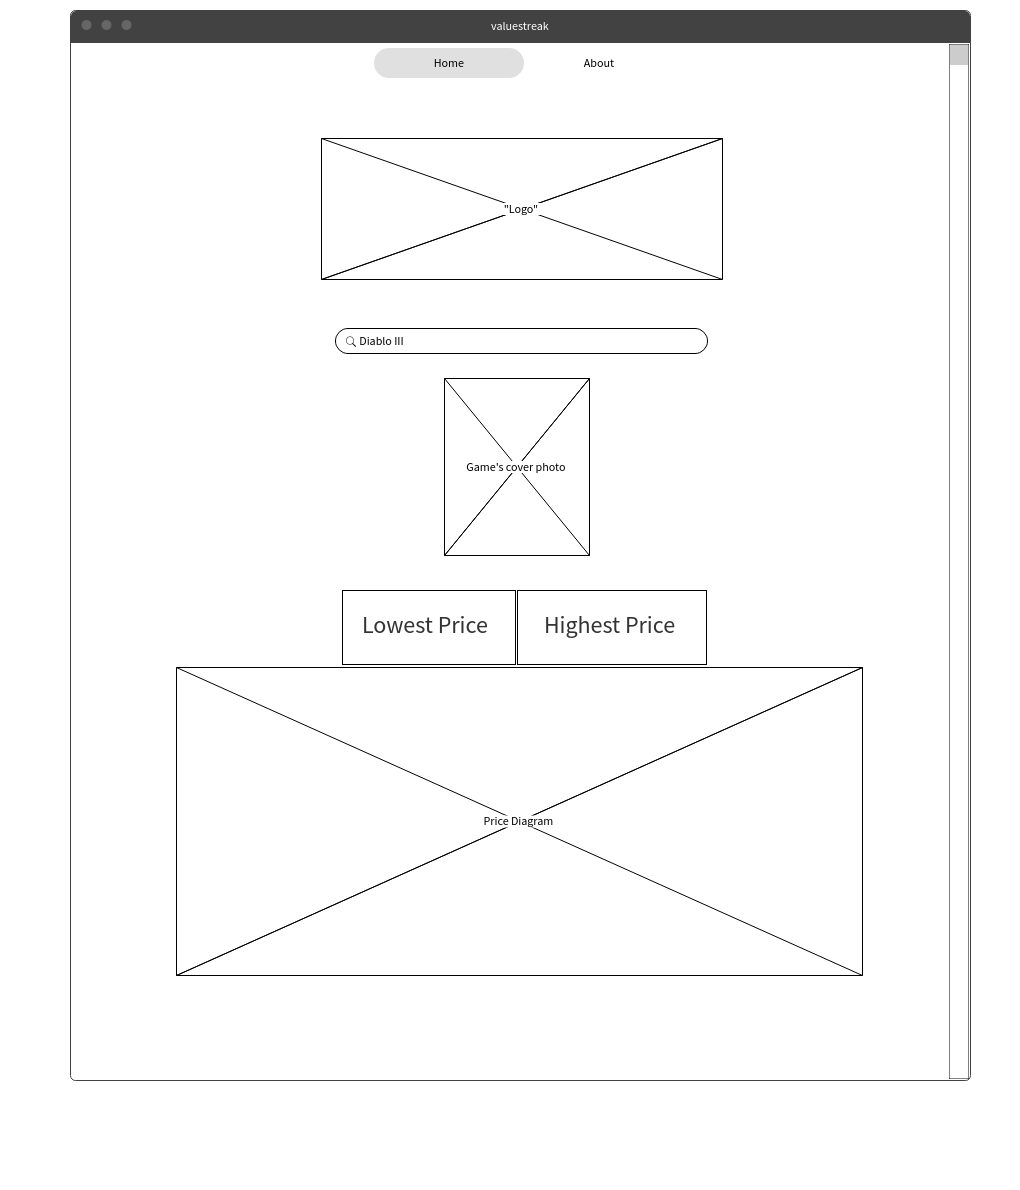 valuestreak
Home
About
"Logo"
Diablo III
Game's cover photo
Lowest Price
Highest Price
Price Diagram